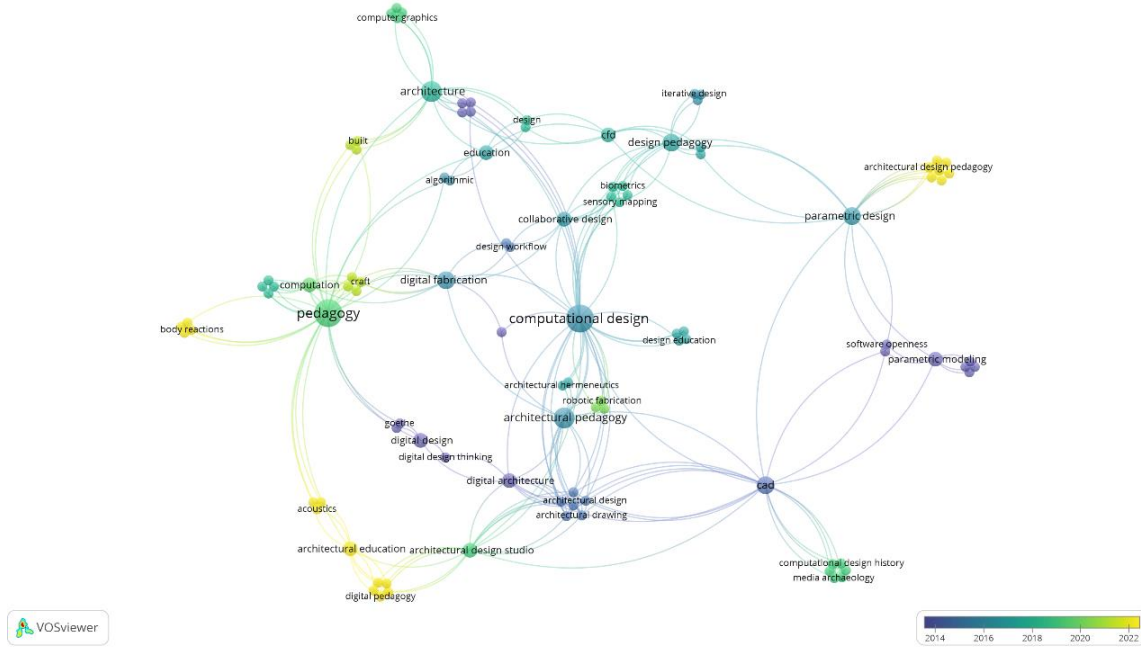 computer graphics
architecture
iterative design
design
cfd
design pedagogy
built
education
architectural design pedagogy
algorithmic
biometrics
sensory mapping
collaborative design
parametric design
design workflow
computation
craft
digital fabrication
pedagogy
computational design
body reactions
design education
software openness
parametric modeling
architectural hermeneutics
robotic fabrication
architectural pedagogy
goethe
digital design
digital design thinking
digital architecture
cad
architectural design
architectural drawing
acoustics
architectural education
architectural design studio
computational design history
media archaeology
digital pedagogy
VOSviewer
2014 2016 2018 2020 2022